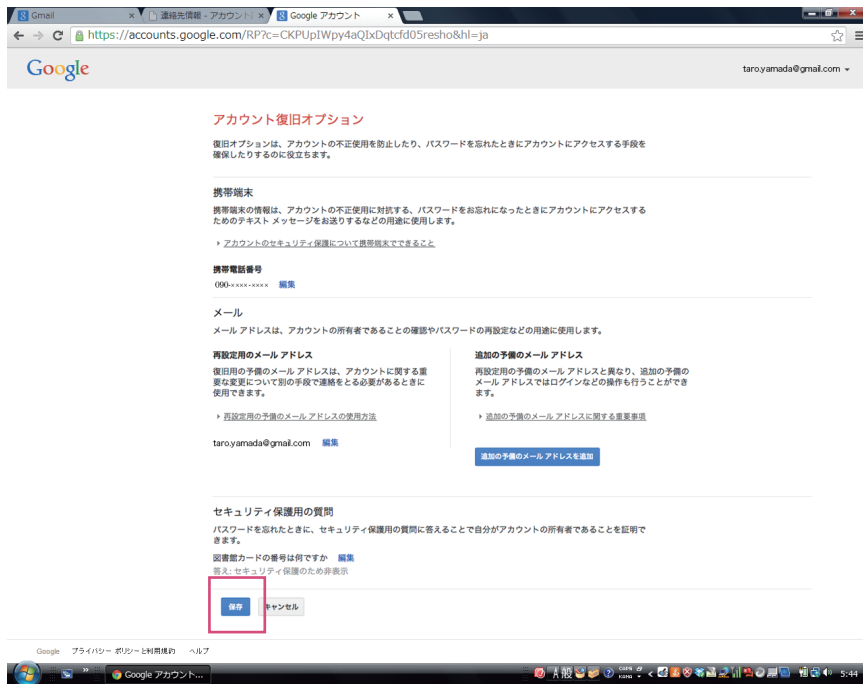 Gmail
連絡先情報 - アカウント
Google アカウント
https://accounts.google.com/RP?c=CKPUpIWpy4aQIxDqtcfd05resho&hl=ja
Google
taro.yamada@gmail.com
アカウント復旧オプション
復旧オプションは、アカウントの不正使用を防止したり、パスワードを忘れたときにアカウントにアクセスする手段を
確保したりするのに役立ちます。
携帯端末
携帯端末の情報は、アカウントの不正使用に対抗する、パスワードをお忘れになったときにアカウントにアクセスする
ためのテキスト メッセージをお送りするなどの用途に使用します。
アカウントのセキュリティ保護について携帯端末でできること
携帯電話番号
090-××××-×××× 編集
メール
メール アドレスは、アカウントの所有者であることの確認やパスワードの再設定などの用途に使用します。
再設定用のメール アドレス
復旧用の予備のメール アドレスは、アカウントに関する重
要な変更について別の手段で連絡をとる必要があるときに
使用できます。
再設定用の予備のメール アドレスの使用方法
taro.yamada@gmail.com 編集
追加の予備のメール アドレス
再設定用の予備のメール アドレスと異なり、追加の予備の
メール アドレスではログインなどの操作も行うことができ
ます。
追加の予備のメール アドレスに関する重要事項
追加の予備のメール アドレスを追加
セキュリティ保護用の質問
パスワードを忘れたときに、セキュリティ保護用の質問に答えることで自分がアカウントの所有者であることを証明で
きます。
図書館カードの番号は何ですか 編集
答え: セキュリティ保護のため非表示
保存 キャンセル
Google プライバシー ポリシーと利用規約 ヘルプ
Google アカウント...
A 般
CAPS
KANA
5:44